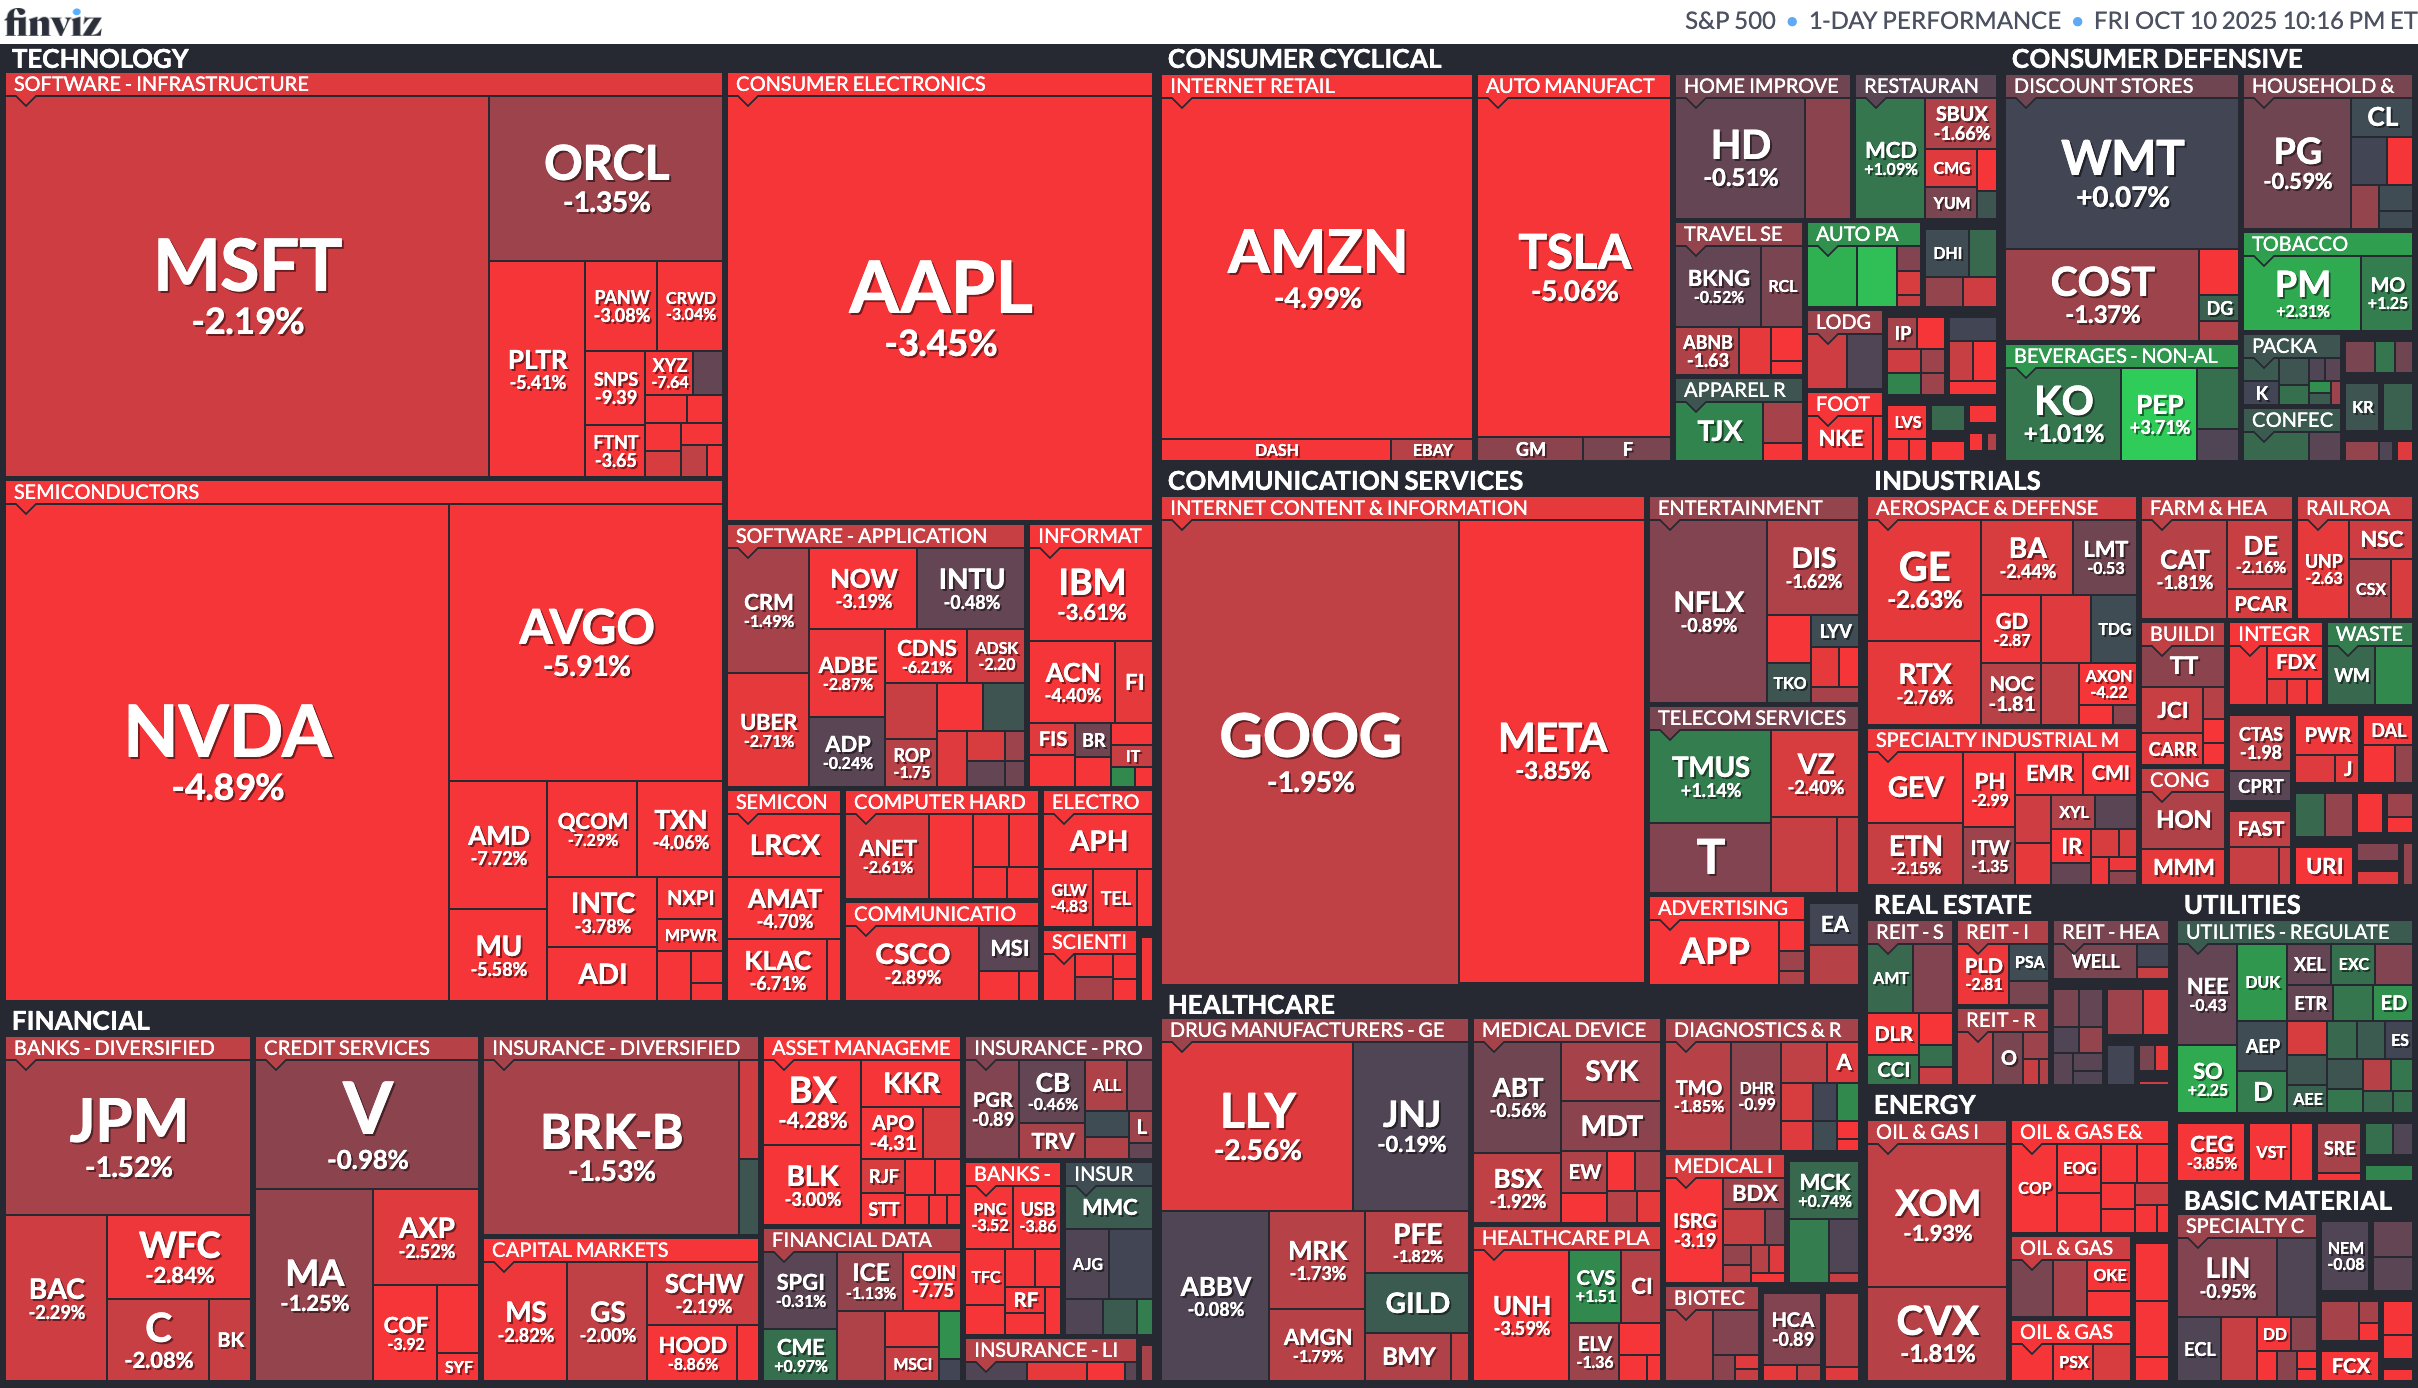 finviz
S&P 500 • 1-DAY PERFORMANCE • FRI OCT 10 2025 10:16 PM ET
TECHNOLOGY
SOFTWARE - INFRASTRUCTURE
MSFT
-2.19%
ORCL
-1.35%
PLTR
-5.41%
PANW
-3.08%
CRWD
-3.04%
SNPS
-9.39
XYZ
-7.64
FTNT
-3.65
CONSUMER ELECTRONICS
AAPL
-3.45%
SEMICONDUCTORS
NVDA
-4.89%
AVGO
-5.91%
AMD
-7.72%
QCOM
-7.29%
TXN
-4.06%
MU
-5.58%
INTC
-3.78%
NXPI
MPWR
ADI
SOFTWARE - APPLICATION
CRM
-1.49%
NOW
-3.19%
INTU
-0.48%
UBER
-2.71%
ADBE
-2.87%
CDNS
-6.21%
ADSK
-2.20
ADP
-0.24%
ROP
-1.75
INFORMAT
IBM
-3.61%
ACN
-4.40%
FI
FIS
BR
IT
SEMICON
LRCX
AMAT
-4.70%
KLAC
-6.71%
COMPUTER HARD
ANET
-2.61%
COMMUNICATIO
CSCO
-2.89%
MSI
ELECTRO
APH
GLW
-4.83
TEL
SCIENTI
CONSUMER CYCLICAL
INTERNET RETAIL
AMZN
-4.99%
DASH
EBAY
AUTO MANUFACT
TSLA
-5.06%
GM
F
HOME IMPROVE
HD
-0.51%
RESTAURAN
MCD
+1.09%
SBUX
-1.66%
CMG
YUM
TRAVEL SE
BKNG
-0.52%
RCL
ABNB
-1.63
AUTO PA
DHI
LODG
IP
APPAREL R
TJX
FOOT
NKE
LVS
CONSUMER DEFENSIVE
DISCOUNT STORES
WMT
+0.07%
COST
-1.37%
DG
HOUSEHOLD &
PG
-0.59%
CL
TOBACCO
PM
+2.31%
MO
+1.25
BEVERAGES - NON-AL
KO
+1.01%
PEP
+3.71%
PACKA
K
KR
CONFEC
COMMUNICATION SERVICES
INTERNET CONTENT & INFORMATION
GOOG
-1.95%
META
-3.85%
ENTERTAINMENT
NFLX
-0.89%
DIS
-1.62%
LYV
TKO
TELECOM SERVICES
TMUS
+1.14%
VZ
-2.40%
T
ADVERTISING
APP
EA
INDUSTRIALS
AEROSPACE & DEFENSE
GE
-2.63%
BA
-2.44%
LMT
-0.53
RTX
-2.76%
GD
-2.87
TDG
NOC
-1.81
AXON
-4.22
SPECIALTY INDUSTRIAL M
GEV
PH
-2.99
EMR
CMI
XYL
ETN
-2.15%
ITW
-1.35
IR
FARM & HEA
CAT
-1.81%
DE
-2.16%
PCAR
RAILROA
UNP
-2.63
NSC
CSX
BUILDI
TT
JCI
CARR
INTEGR
FDX
WASTE
WM
CONG
HON
MMM
CTAS
-1.98
CPRT
FAST
PWR
J
DAL
URI
REAL ESTATE
REIT - S
AMT
DLR
CCI
REIT - I
PLD
-2.81
PSA
REIT - R
O
REIT - HEA
WELL
UTILITIES
UTILITIES - REGULATE
NEE
-0.43
DUK
XEL
EXC
ETR
ED
SO
+2.25
AEP
ES
D
AEE
CEG
-3.85%
VST
SRE
FINANCIAL
BANKS - DIVERSIFIED
JPM
-1.52%
BAC
-2.29%
WFC
-2.84%
C
-2.08%
BK
CREDIT SERVICES
V
-0.98%
MA
-1.25%
AXP
-2.52%
COF
-3.92
SYF
INSURANCE - DIVERSIFIED
BRK-B
-1.53%
CAPITAL MARKETS
MS
-2.82%
GS
-2.00%
SCHW
-2.19%
HOOD
-8.86%
ASSET MANAGEME
BX
-4.28%
KKR
APO
-4.31
BLK
-3.00%
RJF
STT
FINANCIAL DATA
SPGI
-0.31%
ICE
-1.13%
COIN
-7.75
CME
+0.97%
MSCI
INSURANCE - PRO
PGR
-0.89
CB
-0.46%
ALL
TRV
L
BANKS -
PNC
-3.52
USB
-3.86
TFC
RF
INSUR
MMC
AJG
INSURANCE - LI
HEALTHCARE
DRUG MANUFACTURERS - GE
LLY
-2.56%
JNJ
-0.19%
ABBV
-0.08%
MRK
-1.73%
PFE
-1.82%
GILD
AMGN
-1.79%
BMY
MEDICAL DEVICE
ABT
-0.56%
SYK
MDT
BSX
-1.92%
EW
HEALTHCARE PLA
UNH
-3.59%
CVS
+1.51
CI
ELV
-1.36
DIAGNOSTICS & R
TMO
-1.85%
DHR
-0.99
A
MEDICAL I
ISRG
-3.19
BDX
MCK
+0.74%
BIOTEC
HCA
-0.89
ENERGY
OIL & GAS I
XOM
-1.93%
CVX
-1.81%
OIL & GAS E&
COP
EOG
OIL & GAS
OKE
OIL & GAS
PSX
BASIC MATERIAL
SPECIALTY C
LIN
-0.95%
NEM
-0.08
ECL
DD
FCX